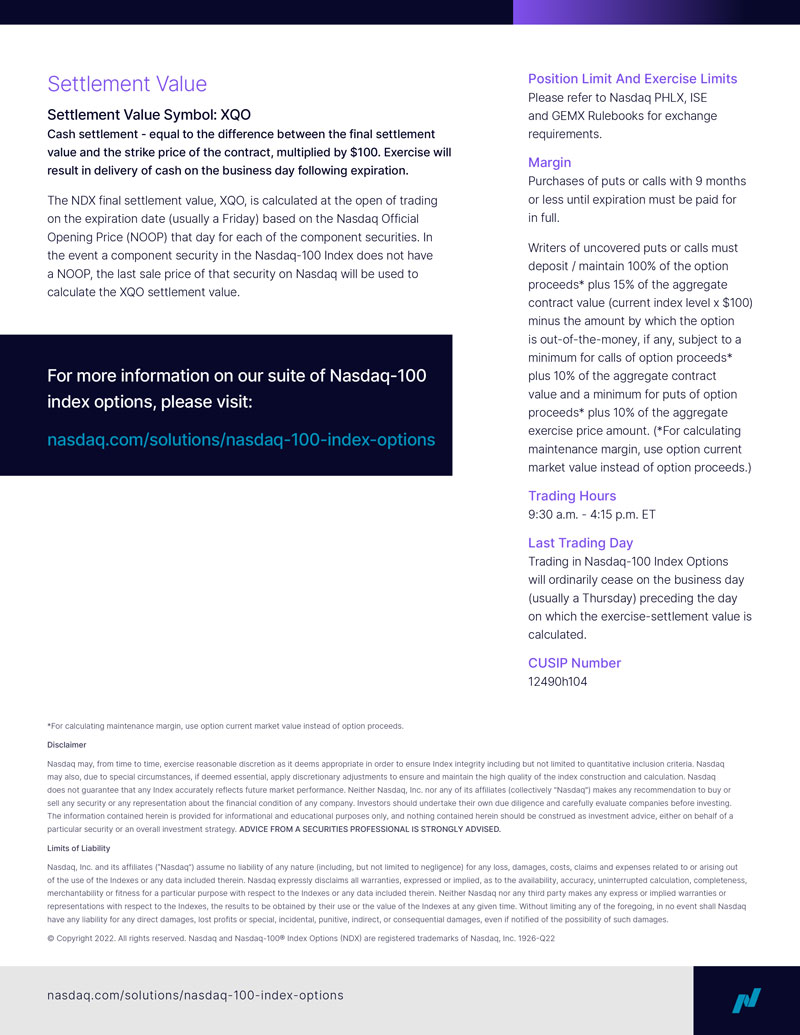 Settlement Value
Settlement Value Symbol: XQO
Cash settlement - equal to the difference between the final settlement
value and the strike price of the contract, multiplied by $100. Exercise will
result in delivery of cash on the business day following expiration.
The NDX final settlement value, XQO, is calculated at the open of trading
on the expiration date (usually a Friday) based on the Nasdaq Official
Opening Price (NOOP) that day for each of the component securities. In
the event a component security in the Nasdaq-100 Index does not have
a NOOP, the last sale price of that security on Nasdaq will be used to
calculate the XQO settlement value.
For more information on our suite of Nasdaq-100
index options, please visit:
nasdaq.com/solutions/nasdaq-100-index-options
Position Limit And Exercise Limits
Please refer to Nasdaq PHLX, ISE
and GEMX Rulebooks for exchange
requirements.
Margin
Purchases of puts or calls with 9 months
or less until expiration must be paid for
in full.
Writers of uncovered puts or calls must
deposit / maintain 100% of the option
proceeds* plus 15% of the aggregate
contract value (current index level x $100)
minus the amount by which the option
is out-of-the-money, if any, subject to a
minimum for calls of option proceeds*
plus 10% of the aggregate contract
value and a minimum for puts of option
proceeds* plus 10% of the aggregate
exercise price amount. (*For calculating
maintenance margin, use option current
market value instead of option proceeds.)
Trading Hours
9:30 a.m. - 4:15 p.m. ET
Last Trading Day
Trading in Nasdaq-100 Index Options
will ordinarily cease on the business day
(usually a Thursday) preceding the day
on which the exercise-settlement value is
calculated.
CUSIP Number
12490h104
*For calculating maintenance margin, use option current market value instead of option proceeds.
Disclaimer
Nasdaq may, from time to time, exercise reasonable discretion as it deems appropriate in order to ensure Index integrity including but not limited to quantitative inclusion criteria. Nasdaq
may also, due to special circumstances, if deemed essential, apply discretionary adjustments to ensure and maintain the high quality of the index construction and calculation. Nasdaq
does not guarantee that any Index accurately reflects future market performance. Neither Nasdaq, Inc. nor any of its affiliates (collectively "Nasdaq") makes any recommendation to buy or
sell any security or any representation about the financial condition of any company. Investors should undertake their own due diligence and carefully evaluate companies before investing.
The information contained herein is provided for informational and educational purposes only, and nothing contained herein should be construed as investment advice, either on behalf of a
particular security or an overall investment strategy. ADVICE FROM A SECURITIES PROFESSIONAL IS STRONGLY ADVISED.
Limits of Liability
Nasdaq, Inc. and its affiliates ("Nasdaq") assume no liability of any nature (including, but not limited to negligence) for any loss, damages, costs, claims and expenses related to or arising out
of the use of the Indexes or any data included therein. Nasdaq expressly disclaims all warranties, expressed or implied, as to the availability, accuracy, uninterrupted calculation, completeness,
merchantability or fitness for a particular purpose with respect to the Indexes or any data included therein. Neither Nasdaq nor any third party makes any express or implied warranties or
representations with respect to the Indexes, the results to be obtained by their use or the value of the Indexes at any given time. Without limiting any of the foregoing, in no event shall Nasdaq
have any liability for any direct damages, lost profits or special, incidental, punitive, indirect, or consequential damages, even if notified of the possibility of such damages.
© Copyright 2022. All rights reserved. Nasdaq and Nasdaq-100® Index Options (NDX) are registered trademarks of Nasdaq, Inc. 1926-Q22
nasdaq.com/solutions/nasdaq-100-index-options